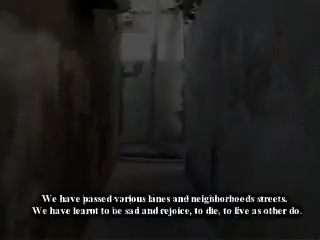 We have passed various lanes and neighborhoods streets.
We have learnt to be sad and rejoice, to die, to live as other do.